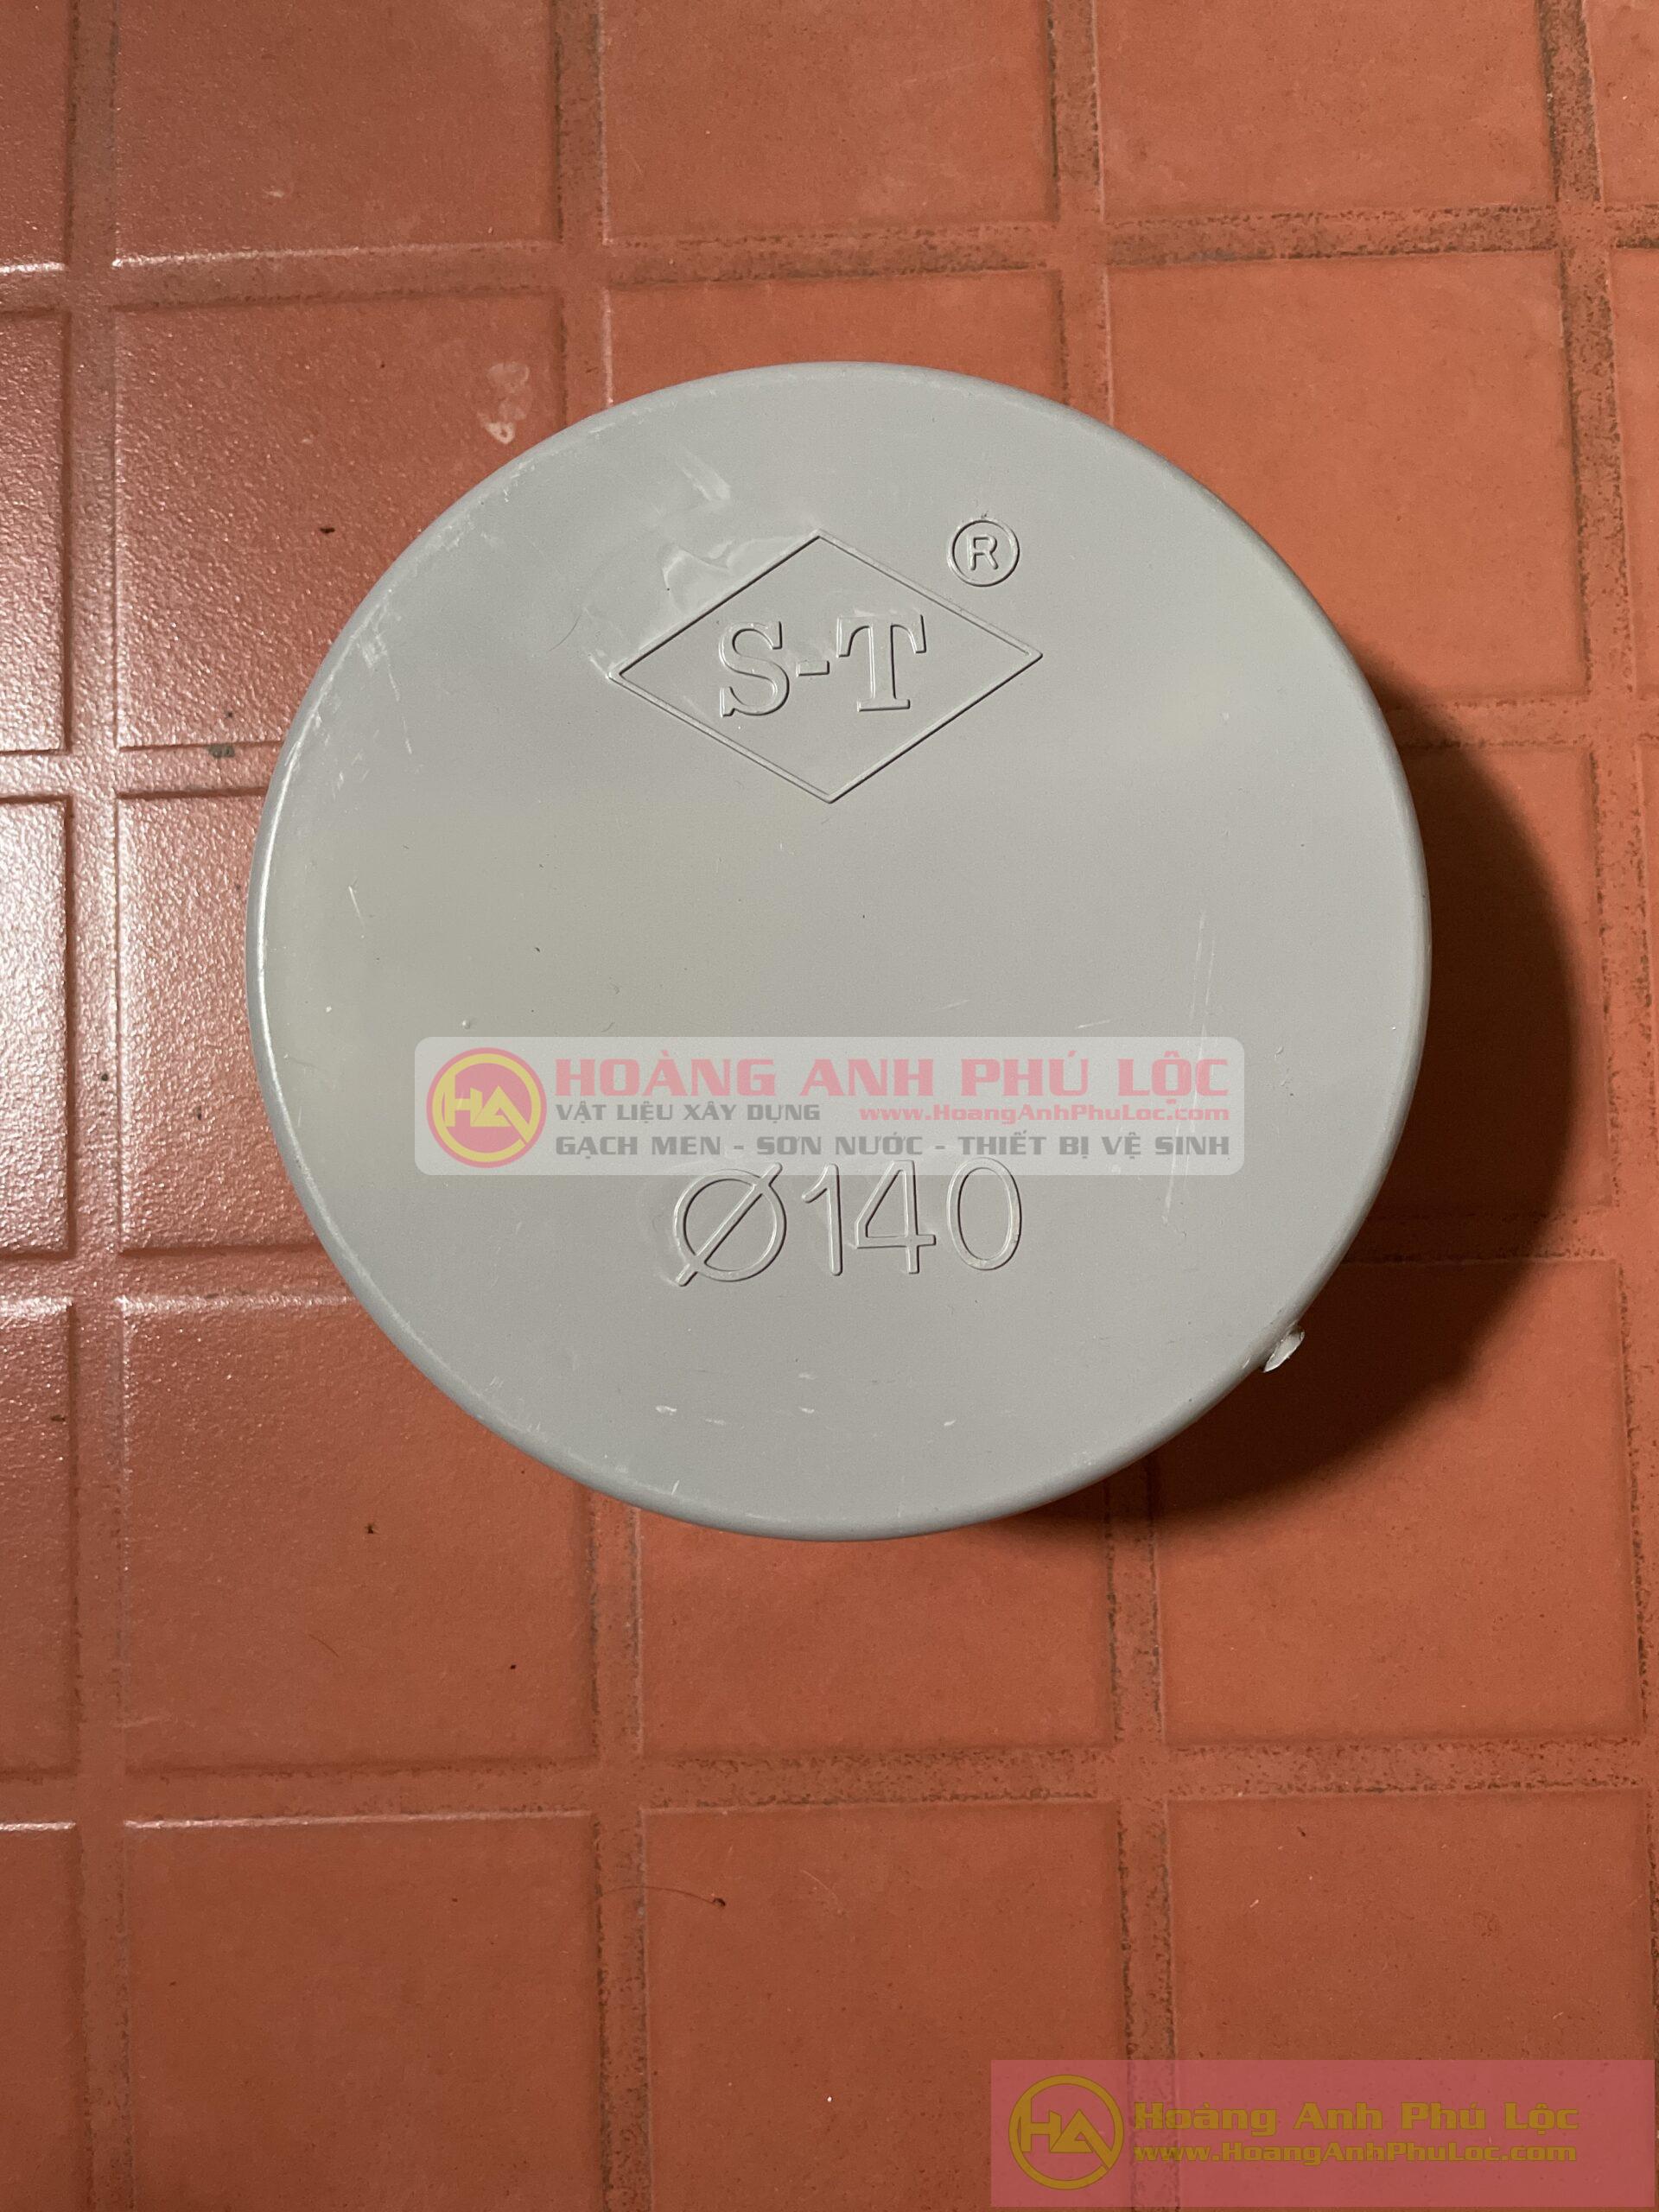 ®
S-T
HOÀNG ANH PHÚ LỘC
VẬT LIỆU XÂY DỰNG www.HoangAnhPhuLoc.com
GẠCH MEN - SƠN NƯỚC - THIẾT BỊ VỆ SINH
Ø140
Hoàng Anh Phú Lộc
www.HoangAnhPhuLoc.com